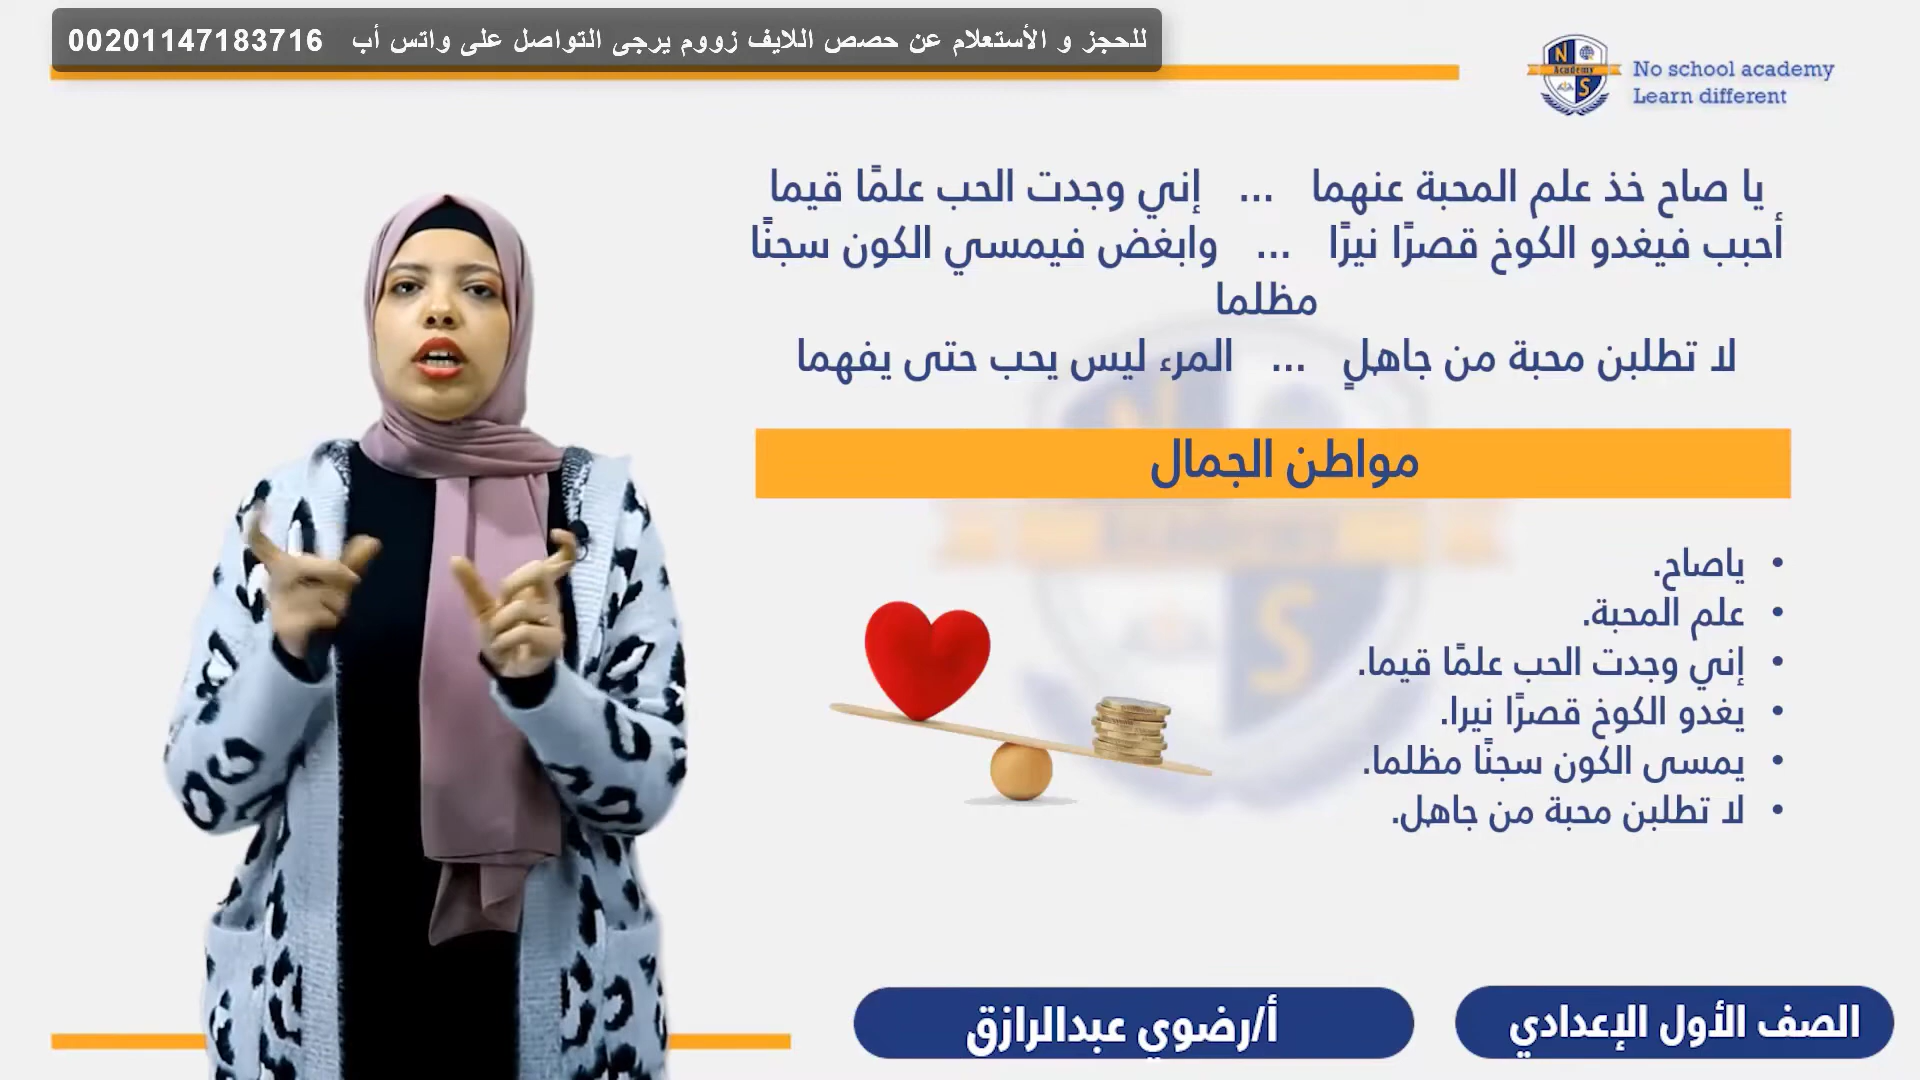 للحجز و الأستعلام عن حصص اللايف زووم يرجى التواصل على واتس أب 00201147183716
N
S
Academy
No school academy
Learn different
يا صاح خذ علم المحبة عنهما ... إني وجدت الحب علمًا قيما
أحبب فيغدو الكوخ قصرًا نيرًا ... وابغض فيمسي الكون سجنًا
مظلما
لا تطلبن محبة من جاهلٍ ... المرء ليس يحب حتى يفهما
مواطن الجمال
• ياصاح.
• علم المحبة.
• إني وجدت الحب علمًا قيما.
• يغدو الكوخ قصرًا نيرا.
• يمسى الكون سجنًا مظلما.
• لا تطلبن محبة من جاهل.
الصف الأول الإعدادي
أ/رضوي عبدالرازق